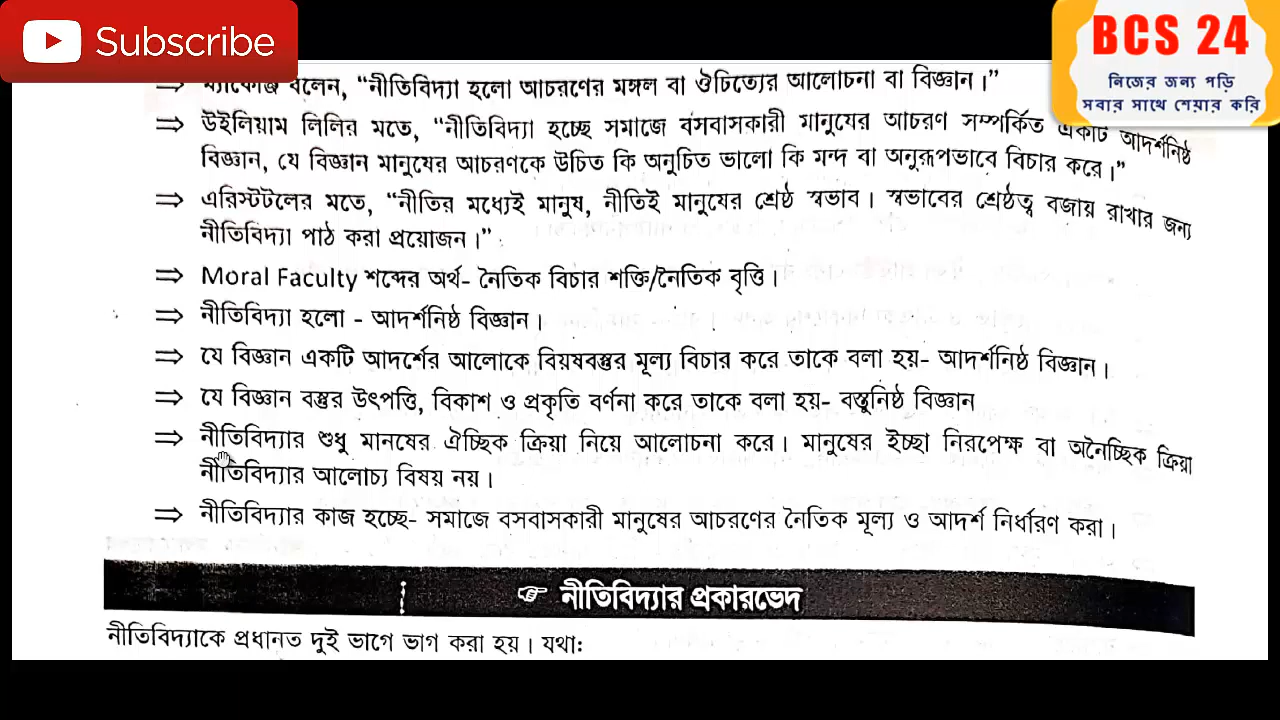 Subscribe
BCS 24
নিজের জন্য পড়ি
সবার সাথে শেয়ার করি
⇒ বলেন, “নীতিবিদ্যা হলো আচরণের মঙ্গল বা ঔচিত্যের আলোচনা বা বিজ্ঞান।”
⇒ উইলিয়াম লিলির মতে, “নীতিবিদ্যা হচ্ছে সমাজে বসবাসকারী মানুষের আচরণ সম্পর্কিত একটি আদর্শনিষ্ঠ
বিজ্ঞান, যে বিজ্ঞান মানুষের আচরণকে উচিত কি অনুচিত ভালো কি মন্দ বা অনুরূপভাবে বিচার করে।”
⇒ এরিস্টটলের মতে, “নীতির মধ্যেই মানুষ, নীতিই মানুষের শ্রেষ্ঠ স্বভাব। স্বভাবের শ্রেষ্ঠত্ব বজায় রাখার জন্য
নীতিবিদ্যা পাঠ করা প্রয়োজন।”
⇒ Moral Faculty শব্দের অর্থ- নৈতিক বিচার শক্তি/নৈতিক বৃত্তি।
⇒ নীতিবিদ্যা হলো - আদর্শনিষ্ঠ বিজ্ঞান।
⇒ যে বিজ্ঞান একটি আদর্শের আলোকে বিয়ষবস্তুর মূল্য বিচার করে তাকে বলা হয়- আদর্শনিষ্ঠ বিজ্ঞান।
⇒ যে বিজ্ঞান বস্তুর উৎপত্তি, বিকাশ ও প্রকৃতি বর্ণনা করে তাকে বলা হয়- বস্তুনিষ্ঠ বিজ্ঞান
⇒ নীতিবিদ্যার শুধু মানষের ঐচ্ছিক ক্রিয়া নিয়ে আলোচনা করে। মানুষের ইচ্ছা নিরপেক্ষ বা অনৈচ্ছিক ক্রিয়া
নীতিবিদ্যার আলোচ্য বিষয় নয়।
⇒ নীতিবিদ্যার কাজ হচ্ছে- সমাজে বসবাসকারী মানুষের আচরণের নৈতিক মূল্য ও আদর্শ নির্ধারণ করা।
☞ নীতিবিদ্যার প্রকারভেদ
নীতিবিদ্যাকে প্রধানত দুই ভাগে ভাগ করা হয়। যথাঃ